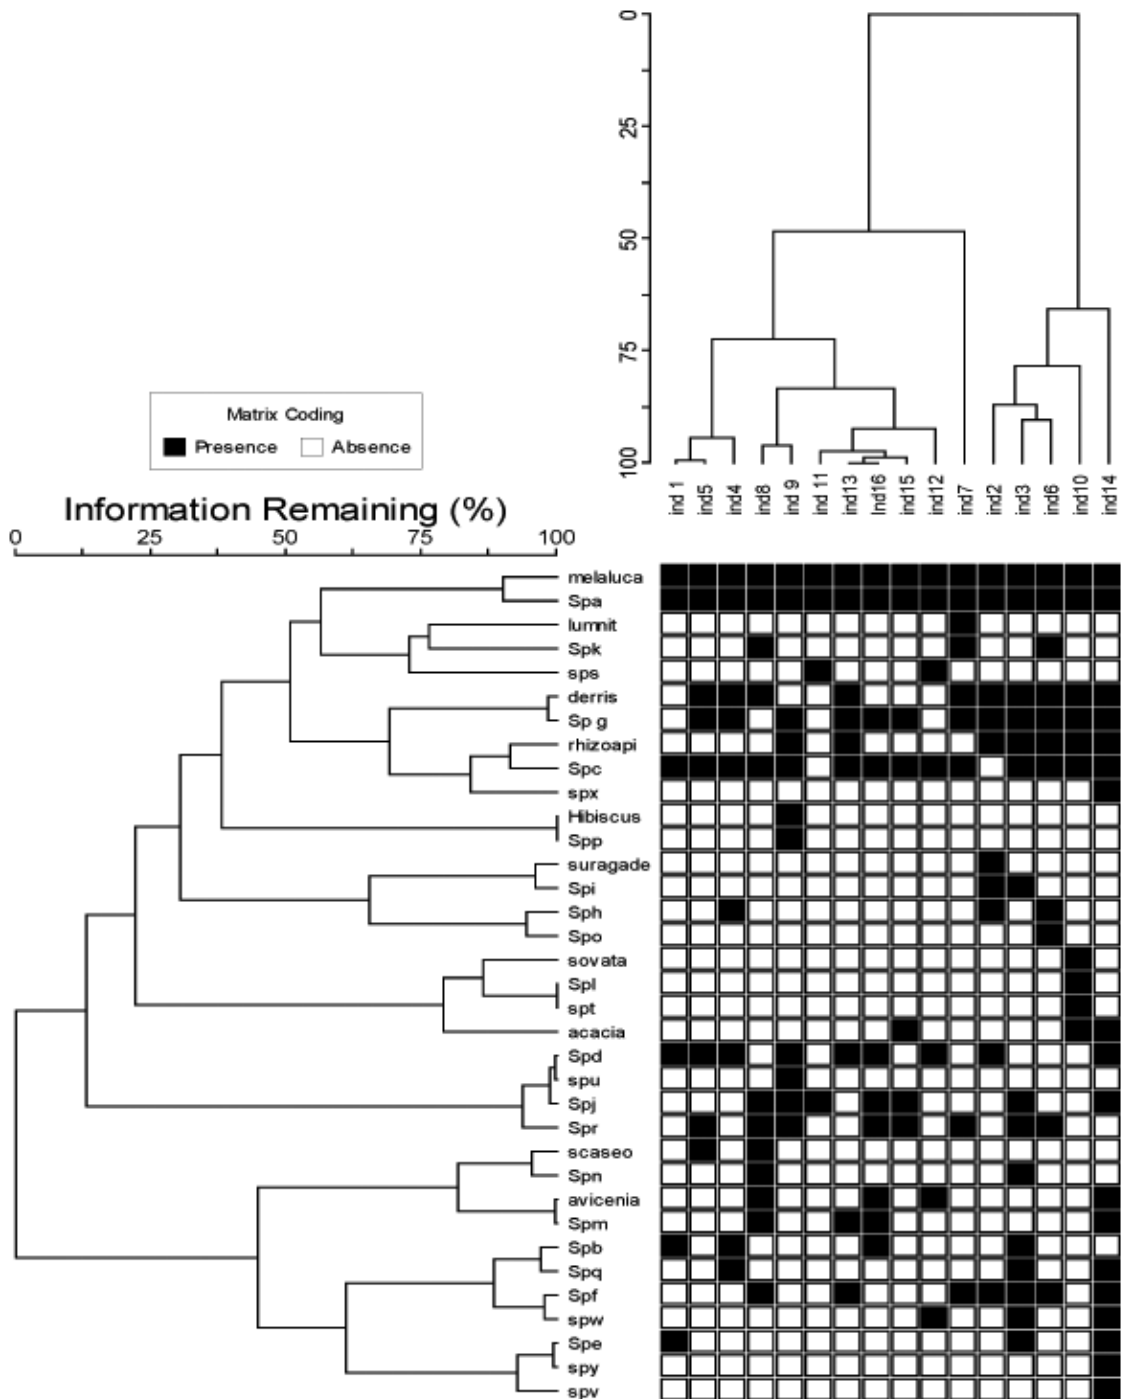 0
25
50
75
100
ind 1
ind5
ind4
ind8
ind 9
ind 11
ind13
Ind16
ind15
ind12
ind7
ind2
ind3
ind6
ind10
ind14
Matrix Coding
Presence Absence
Information Remaining (%)
0 25 50 75 100
melaluca
Spa
lumnit
Spk
sps
derris
Sp g
rhizoapi
Spc
spx
Hibiscus
Spp
suragade
Spi
Sph
Spo
sovata
Spl
spt
acacia
Spd
spu
Spj
Spr
scaseo
Spn
avicenia
Spm
Spb
Spq
Spf
spw
Spe
spy
spv